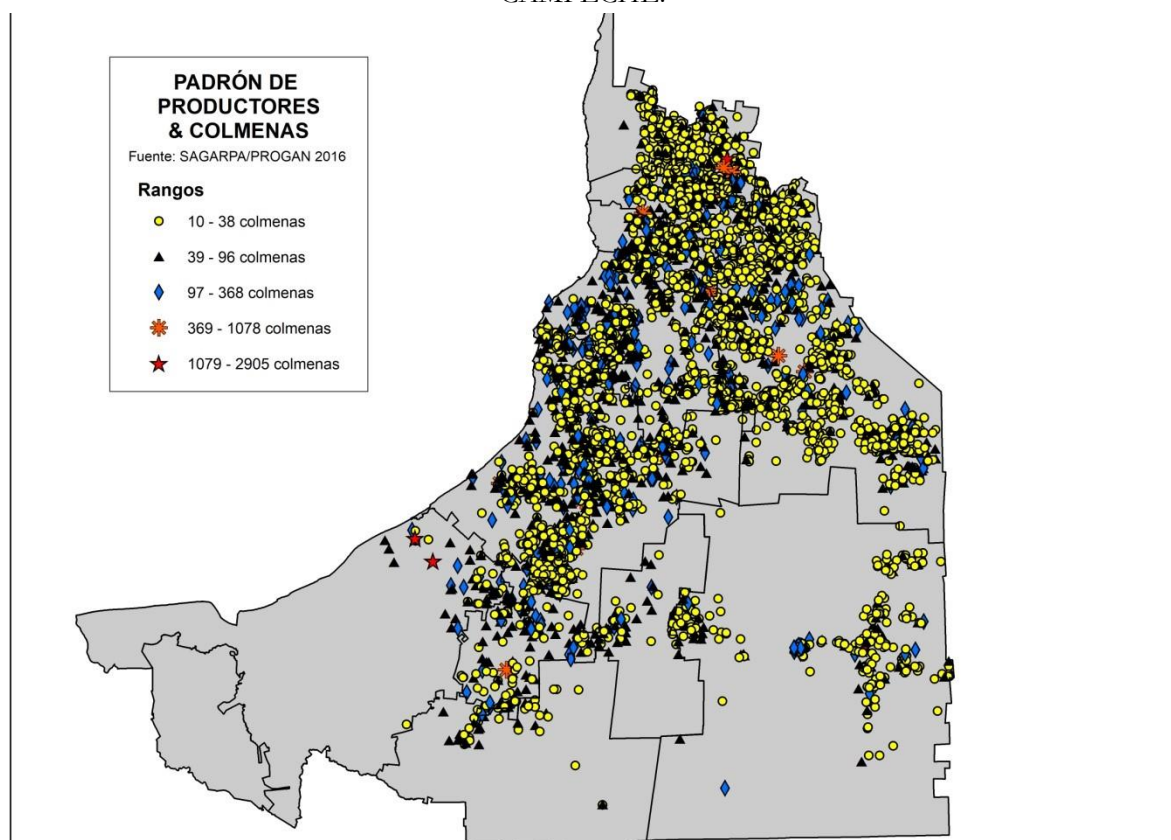 CAMPECHE.
PADRÓN DE
PRODUCTORES
& COLMENAS
Fuente: SAGARPA/PROGAN 2016
Rangos
10 - 38 colmenas
39 - 96 colmenas
97 - 368 colmenas
369 - 1078 colmenas
1079 - 2905 colmenas